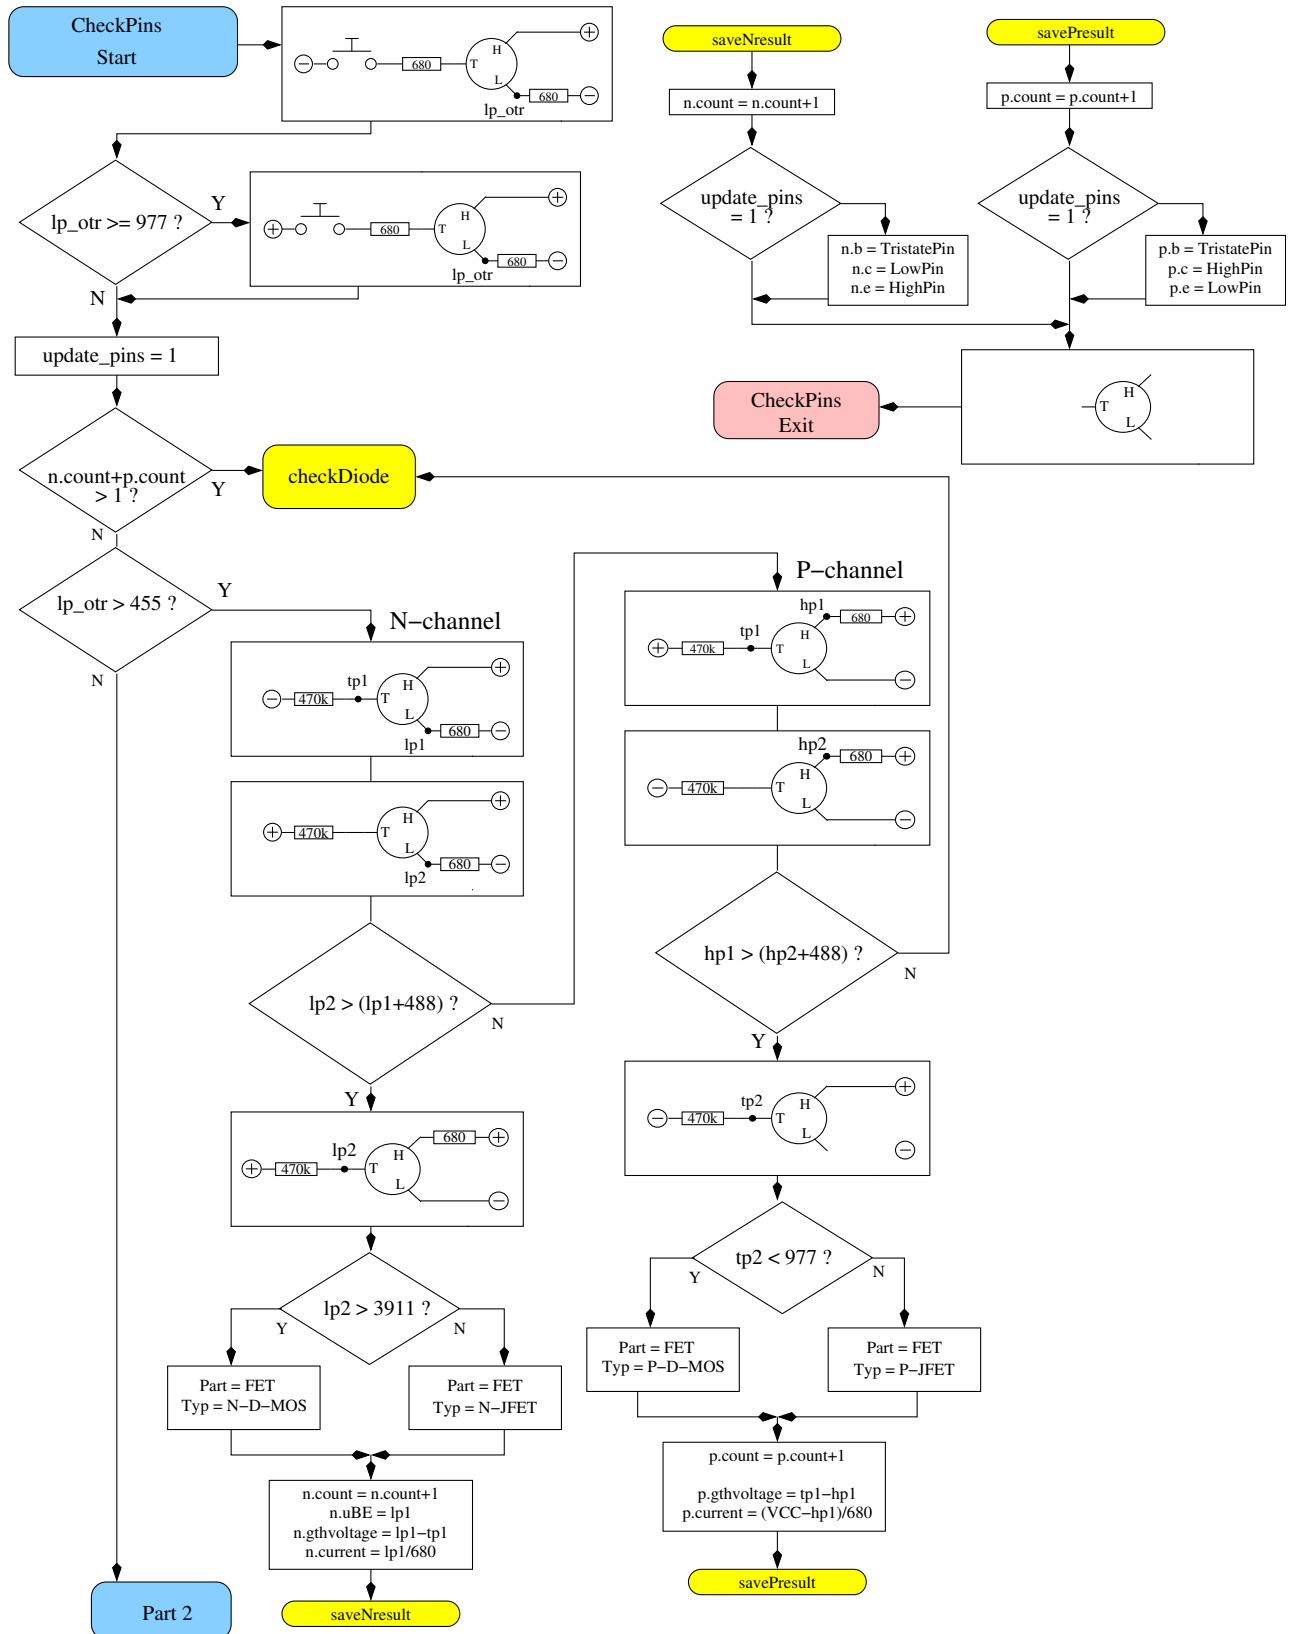 CheckPins
Start
H
T
L
680
680
lp_otr
lp_otr >= 977 ?
Y
N
H
T
L
680
680
lp_otr
update_pins = 1
n.count+p.count
> 1 ?
Y
N
checkDiode
lp_otr > 455 ?
Y
N
N−channel
tp1
H
470k
T
L
680
lp1
H
470k
T
L
680
lp2
lp2 > (lp1+488) ?
N
Y
680
lp2
H
470k
T
L
lp2 > 3911 ?
Y
N
Part = FET
Typ = N−D−MOS
Part = FET
Typ = N−JFET
n.count = n.count+1
n.uBE = lp1
n.gthvoltage = lp1−tp1
n.current = lp1/680
saveNresult
Part 2
P−channel
hp1
680
tp1
H
470k
T
L
hp2
680
H
470k
T
L
hp1 > (hp2+488) ?
N
Y
tp2
H
470k
T
L
tp2 < 977 ?
Y
N
Part = FET
Typ = P−D−MOS
Part = FET
Typ = P−JFET
p.count = p.count+1
p.gthvoltage = tp1−hp1
p.current = (VCC−hp1)/680
savePresult
saveNresult
n.count = n.count+1
update_pins
= 1 ?
n.b = TristatePin
n.c = LowPin
n.e = HighPin
savePresult
p.count = p.count+1
update_pins
= 1 ?
p.b = TristatePin
p.c = HighPin
p.e = LowPin
H
T
L
CheckPins
Exit